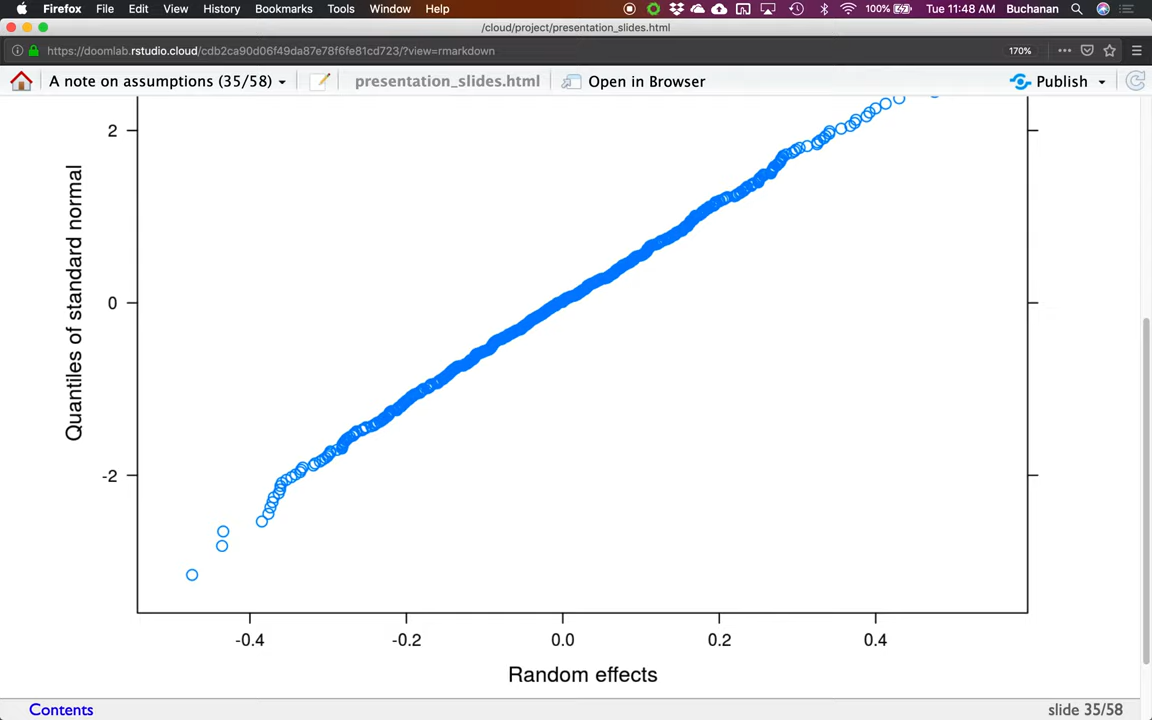 Firefox File Edit View History Bookmarks Tools Window Help 100% Tue 11:48 AM Buchanan
/cloud/project/presentation_slides.html
https://doomlab.rstudio.cloud/cdb2ca90d06f49da87e78f6fe81cd723/?view=rmarkdown 170%
A note on assumptions (35/58) presentation_slides.html Open in Browser Publish
Quantiles of standard normal
2
0
-2
-0.4 -0.2 0.0 0.2 0.4
Random effects
Contents slide 35/58